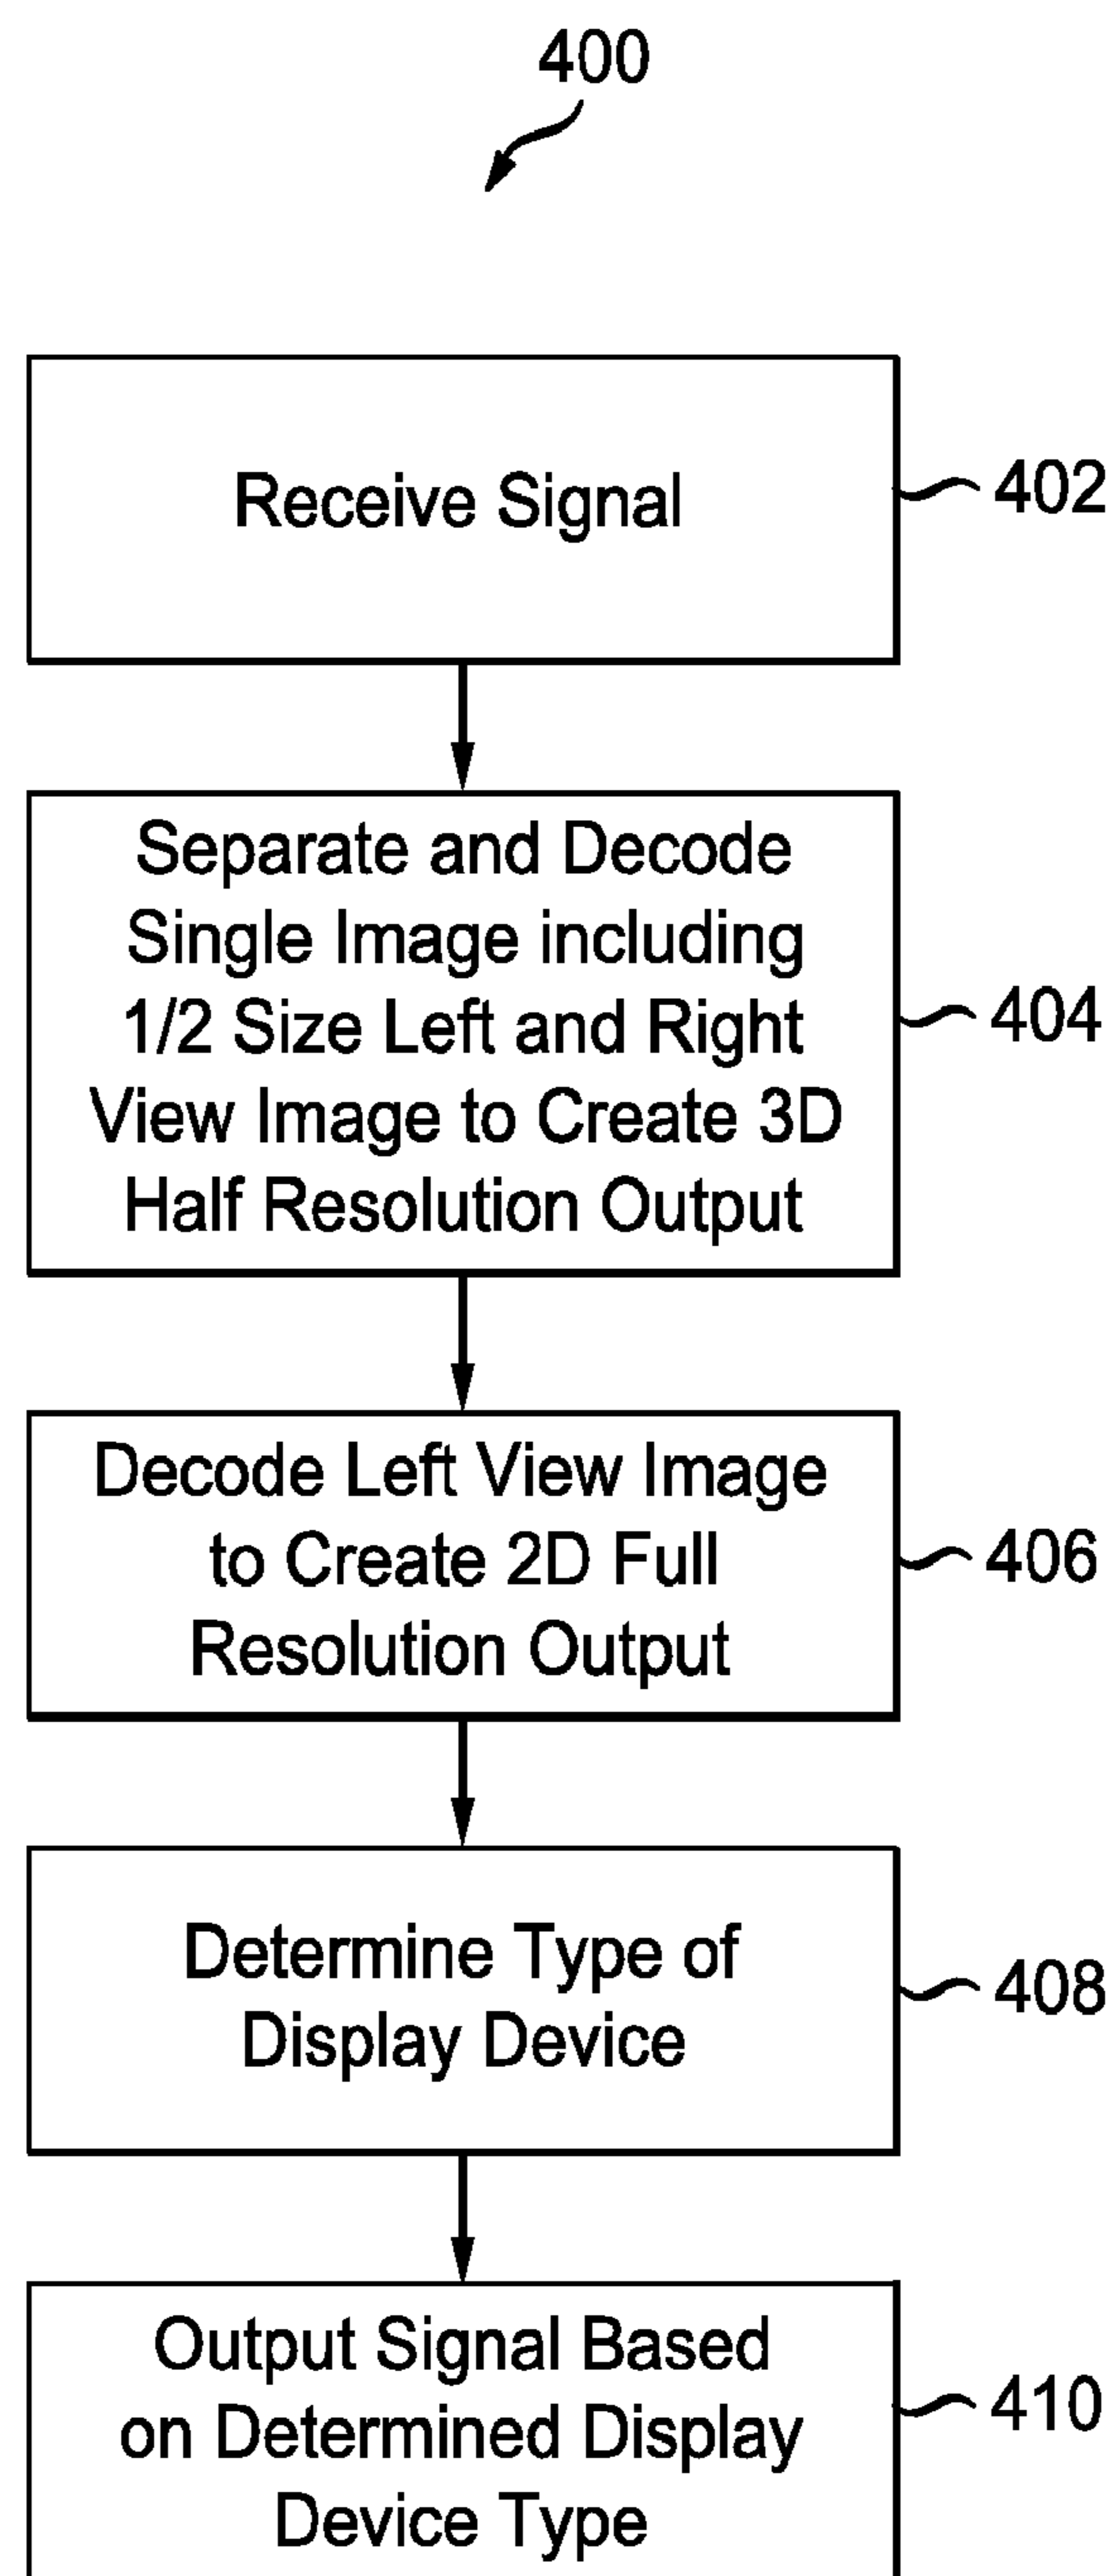 400
Receive Signal
402
Separate and Decode
Single Image including
1/2 Size Left and Right
View Image to Create 3D
Half Resolution Output
404
Decode Left View Image
to Create 2D Full
Resolution Output
406
Determine Type of
Display Device
408
Output Signal Based
on Determined Display
Device Type
410